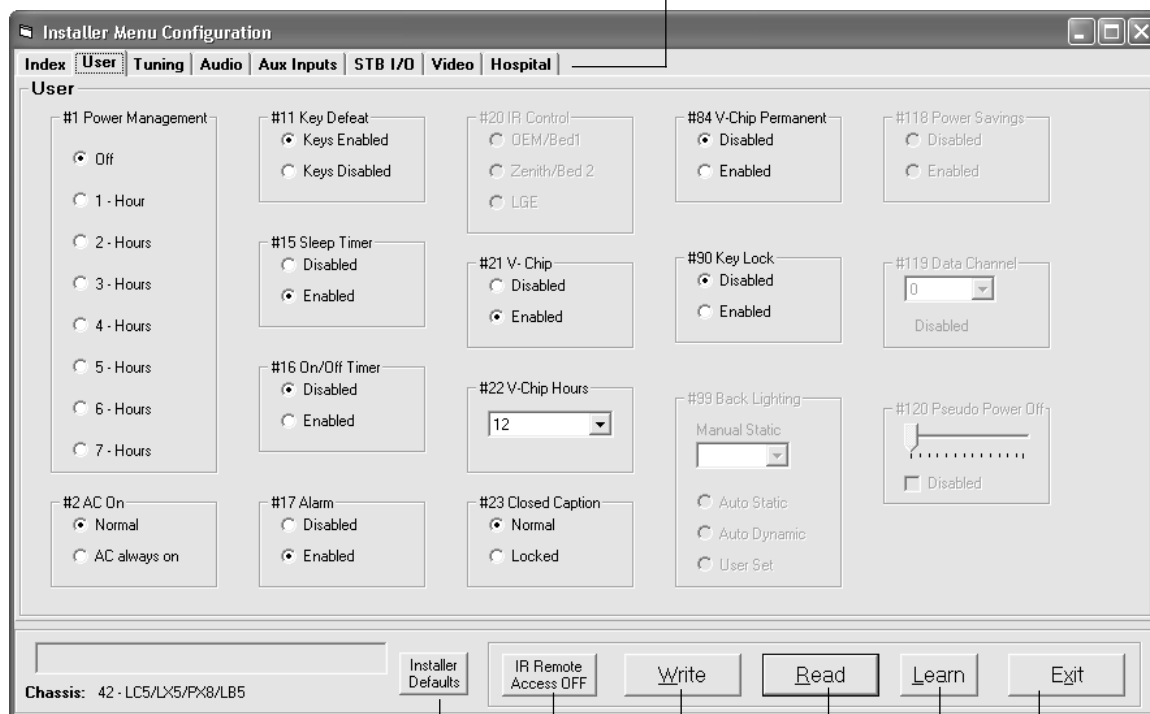 Installer Menu Configuration
Index User Tuning Audio Aux Inputs STB I/O Video Hospital
User
#1 Power Management
Off
1 - Hour
2 - Hours
3 - Hours
4 - Hours
5 - Hours
6 - Hours
7 - Hours
#2 AC On
Normal
AC always on
#11 Key Defeat
Keys Enabled
Keys Disabled
#15 Sleep Timer
Disabled
Enabled
#16 On/Off Timer
Disabled
Enabled
#17 Alarm
Disabled
Enabled
#20 IR Control
OEM/Bed1
Zenith/Bed 2
LGE
#21 V- Chip
Disabled
Enabled
#22 V-Chip Hours
12
#23 Closed Caption
Normal
Locked
#84 V-Chip Permanent
Disabled
Enabled
#90 Key Lock
Disabled
Enabled
#99 Back Lighting
Manual Static
Auto Static
Auto Dynamic
User Set
#118 Power Savings
Disabled
Enabled
#119 Data Channel
0
Disabled
#120 Pseudo Power Off
Disabled
Chassis: 42 - LC5/LX5/PX8/LB5
Installer
Defaults
IR Remote
Access OFF
Write
Read
Learn
Exit